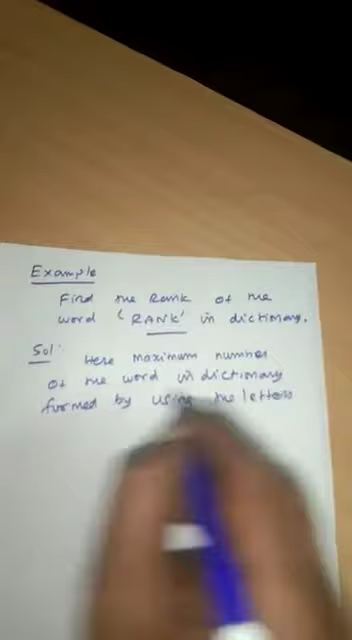 Example
Find the Rank of the
word 'RANK' in dictionary.
Sol:
Here maximum number
of the word in dictionary
formed by using the letters